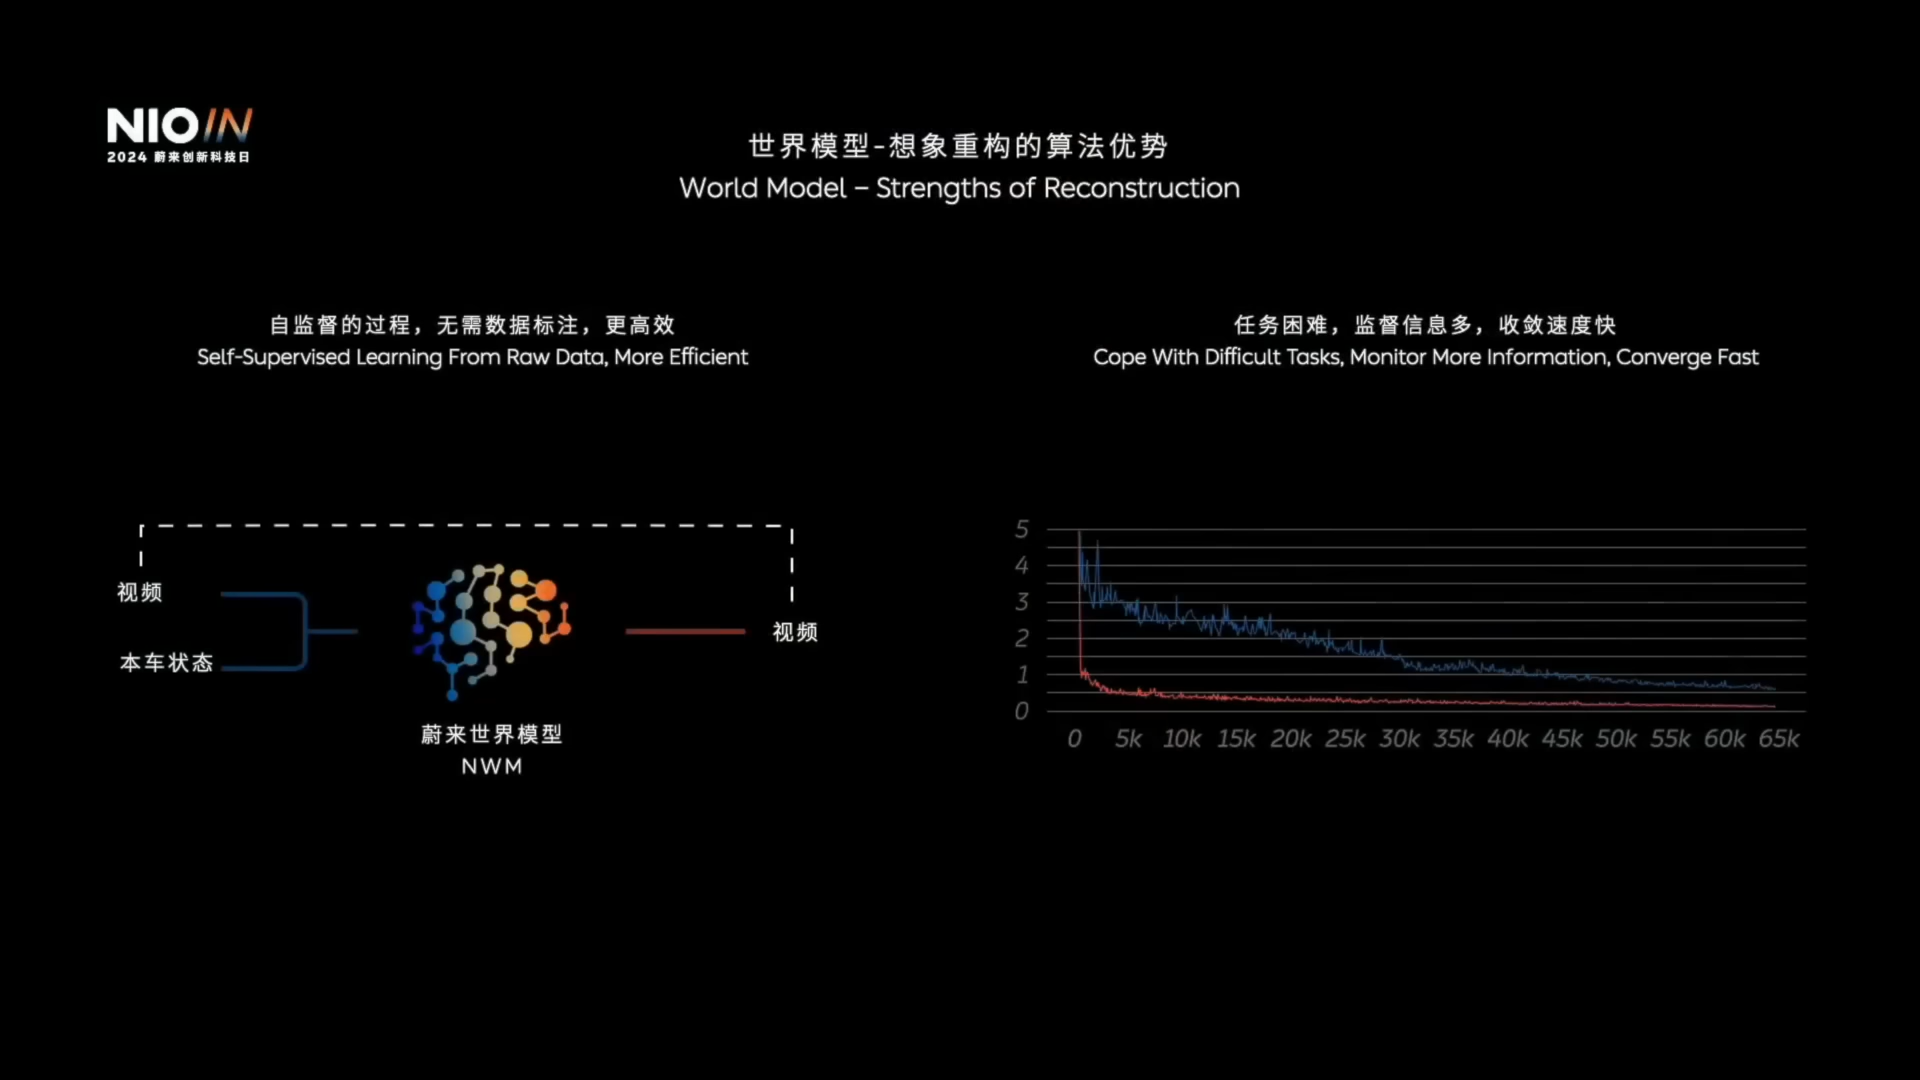 NIO IN
2024 蔚来创新科技日
世界模型-想象重构的算法优势
World Model – Strengths of Reconstruction
自监督的过程，无需数据标注，更高效
Self-Supervised Learning From Raw Data, More Efficient
视频
本车状态
视频
蔚来世界模型
NWM
任务困难，监督信息多，收敛速度快
Cope With Difficult Tasks, Monitor More Information, Converge Fast
5
4
3
2
1
0
0 5k 10k 15k 20k 25k 30k 35k 40k 45k 50k 55k 60k 65k